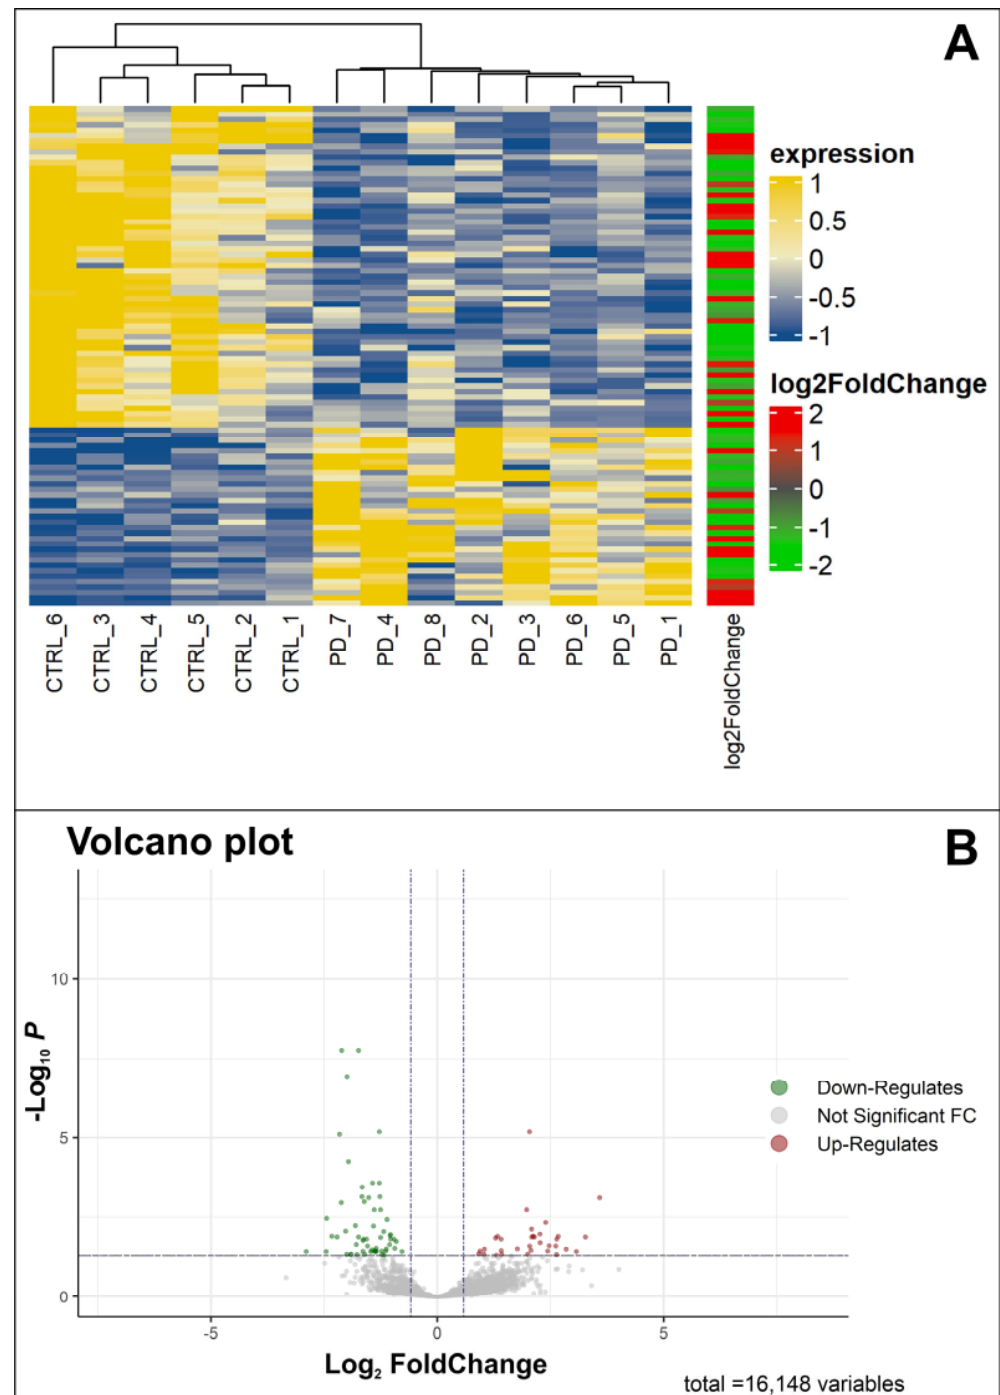 A
expression
1
0.5
0
-0.5
-1
log2FoldChange
2
1
0
-1
-2
CTRL_6 CTRL_3 CTRL_4 CTRL_5 CTRL_2 CTRL_1 PD_7 PD_4 PD_8 PD_2 PD_3 PD_6 PD_5 PD_1 log2FoldChange
Volcano plot
B
-Log₁₀ P
10
5
0
Down-Regulates
Not Significant FC
Up-Regulates
-5 0 5
Log₂ FoldChange
total =16,148 variables